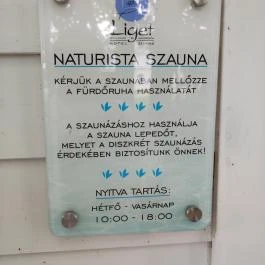 Liget
HOTEL
NATURISTA SZAUNA
KÉRJÜK A SZAUNÁBAN MELLŐZZE
A FÜRDŐRUHA HASZNÁLATÁT
A SZAUNÁZÁSHOZ HASZNÁLJA
A SZAUNA LEPEDŐT,
MELYET A DISZKRÉT SZAUNÁZÁS
ÉRDEKÉBEN BIZTOSÍTUNK ÖNNEK!
NYITVA TARTÁS:
HÉTFŐ - VASÁRNAP
10:00 - 18:00